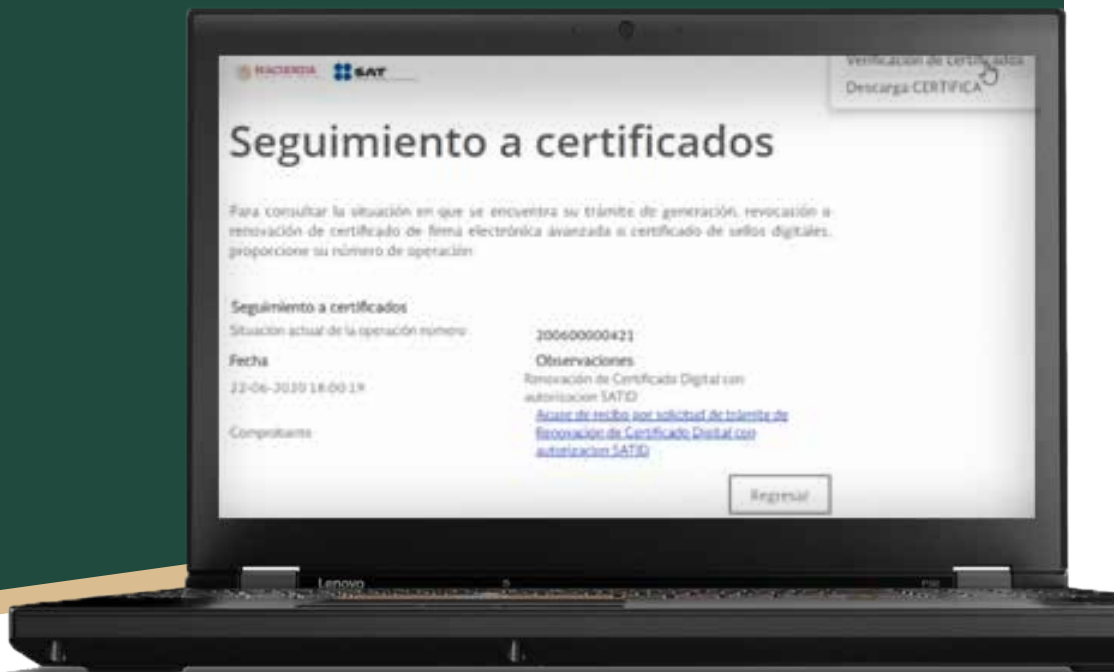 HACIENDA SAT
Verificación de certificados
Descarga CERTIFICA
Seguimiento a certificados
Para consultar la situación en que se encuentra su trámite de generación, revocación o
renovación de certificado de firma electrónica avanzada o certificado de sellos digitales,
proporcione su número de operación
Seguimiento a certificados
Situación actual de la operación número 200600000421
Fecha Observaciones
22-06-2020 18:00:19 Renovación de Certificado Digital con
autorizacion SATID
Comprobante Acuse de recibo por solicitud de trámite de
Renovación de Certificado Digital con
autorizacion SATID
Regresar
Lenovo